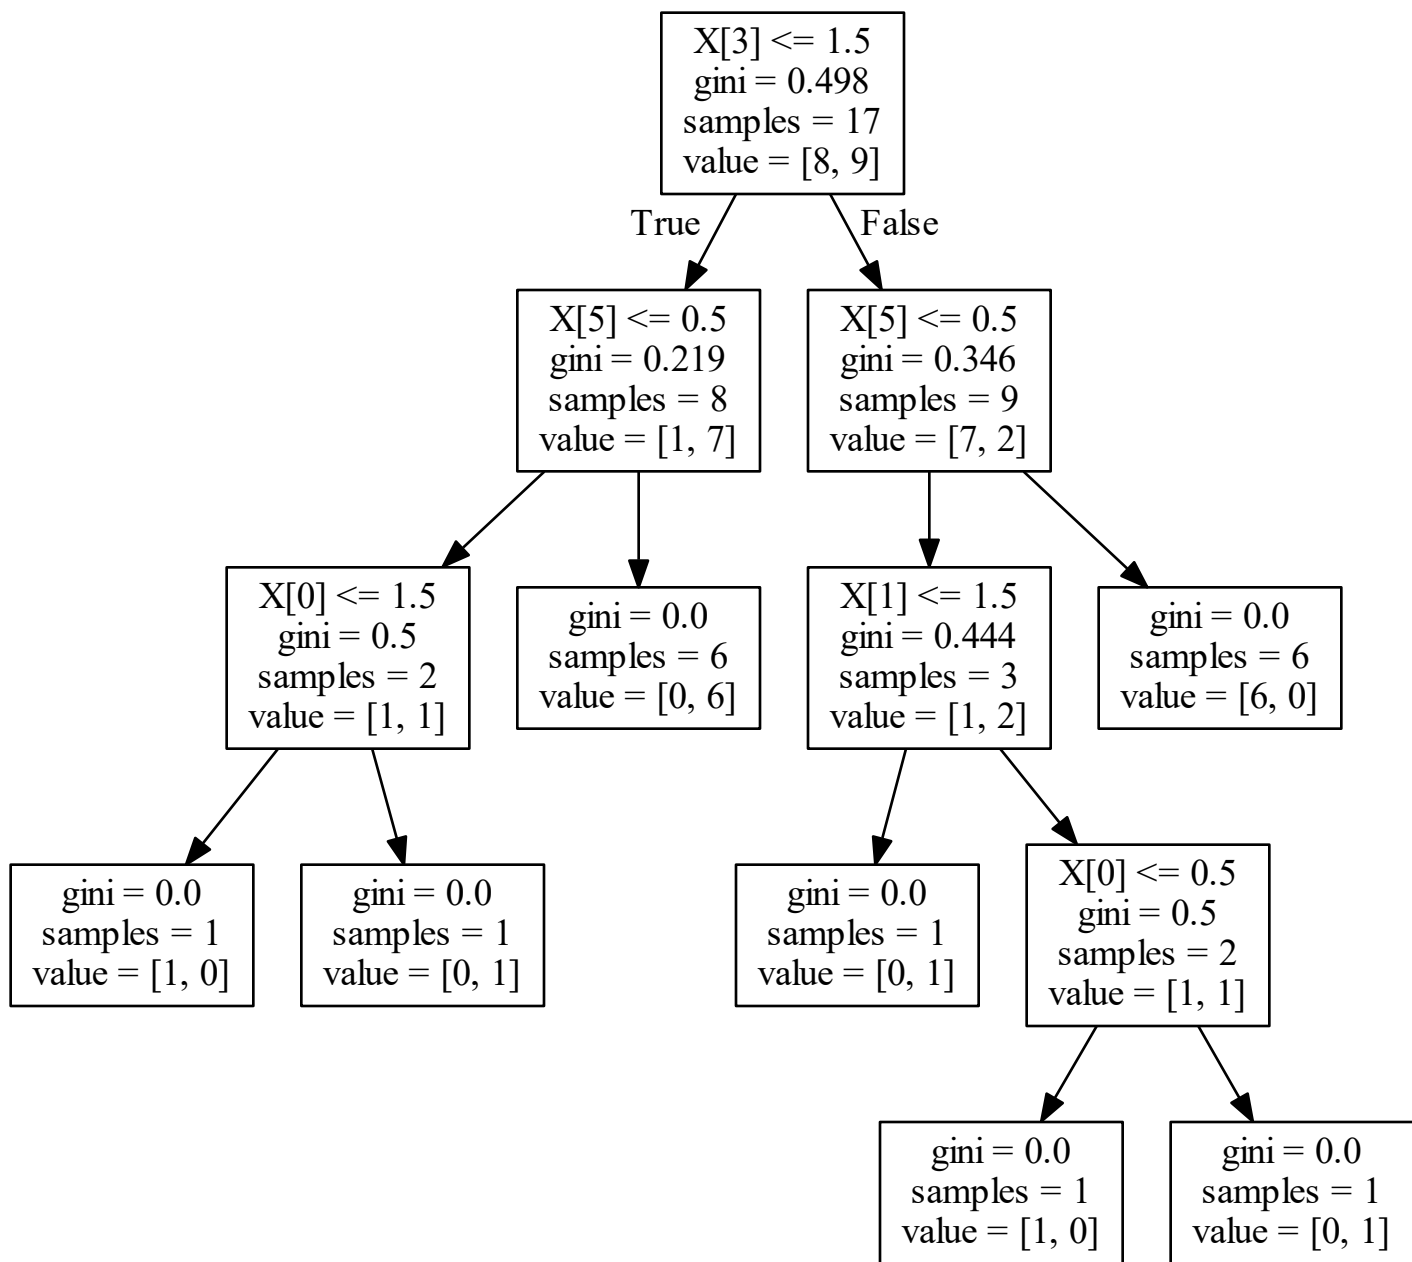 X[3] <= 1.5
gini = 0.498
samples = 17
value = [8, 9]
True
False
X[5] <= 0.5
gini = 0.219
samples = 8
value = [1, 7]
X[5] <= 0.5
gini = 0.346
samples = 9
value = [7, 2]
X[0] <= 1.5
gini = 0.5
samples = 2
value = [1, 1]
gini = 0.0
samples = 6
value = [0, 6]
X[1] <= 1.5
gini = 0.444
samples = 3
value = [1, 2]
gini = 0.0
samples = 6
value = [6, 0]
gini = 0.0
samples = 1
value = [1, 0]
gini = 0.0
samples = 1
value = [0, 1]
gini = 0.0
samples = 1
value = [0, 1]
X[0] <= 0.5
gini = 0.5
samples = 2
value = [1, 1]
gini = 0.0
samples = 1
value = [1, 0]
gini = 0.0
samples = 1
value = [0, 1]